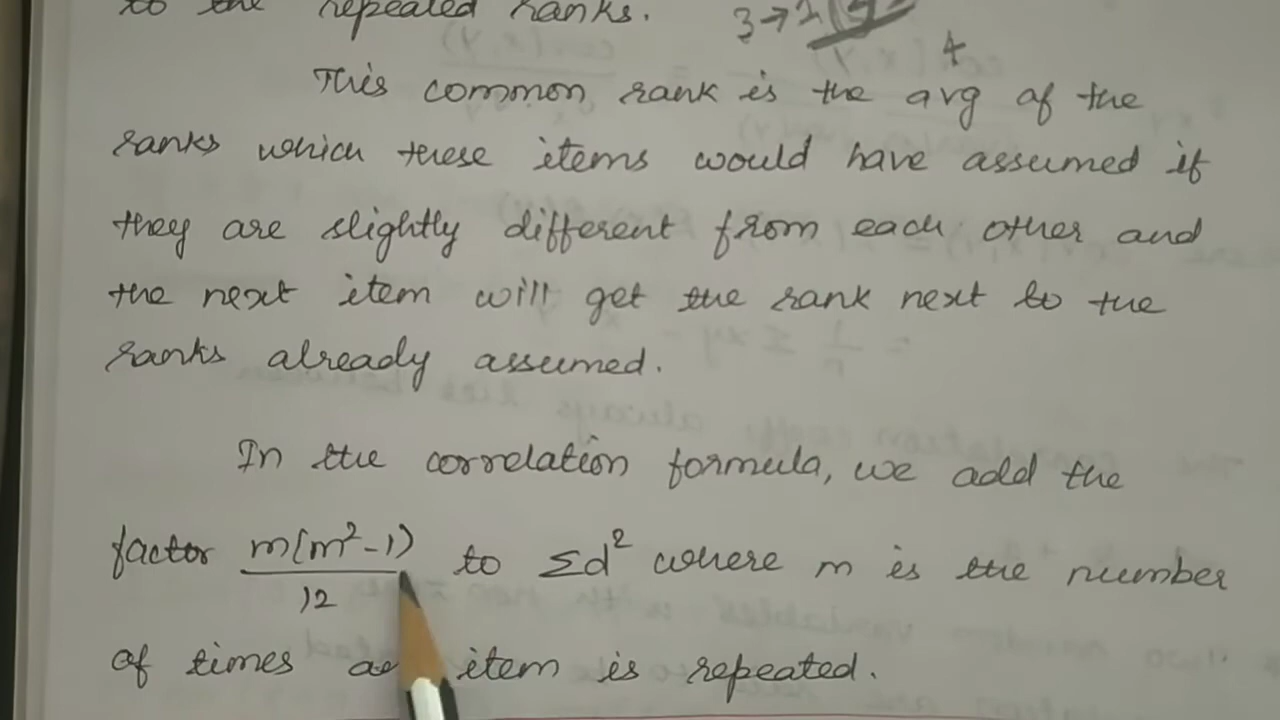 to the repeated ranks.
This common rank is the avg of the
ranks which these items would have assumed if
they are slightly different from each other and
the next item will get the rank next to the
ranks already assumed.
In the correlation formula, we add the
factor m(m²-1)/12 to Σd² where m is the number
of times an item is repeated.